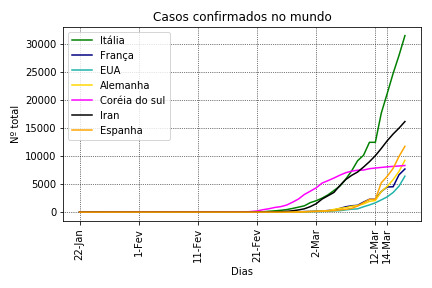 Casos confirmados no mundo
Nº total
30000
25000
20000
15000
10000
5000
0
Itália
França
EUA
Alemanha
Coréia do sul
Iran
Espanha
22-Jan
1-Fev
11-Fev
21-Fev
2-Mar
12-Mar
14-Mar
Dias